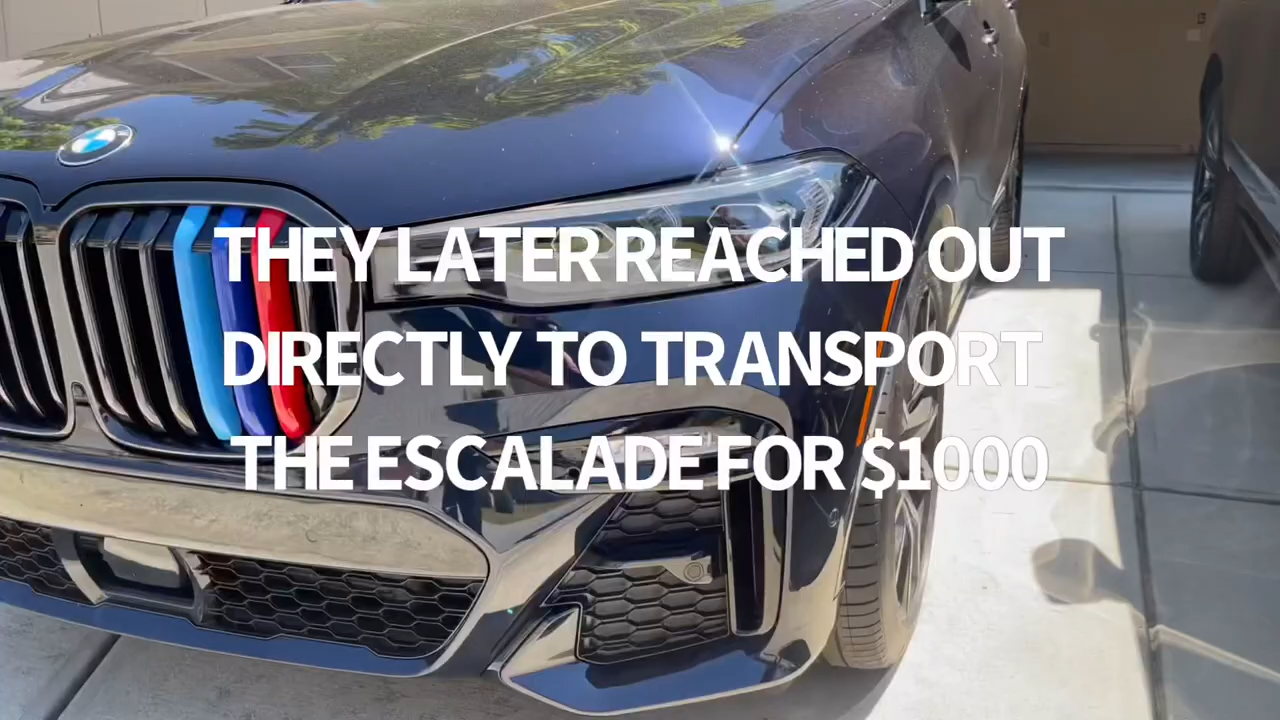 THEY LATER REACHED OUT
DIRECTLY TO TRANSPORT
THE ESCALADE FOR $1000